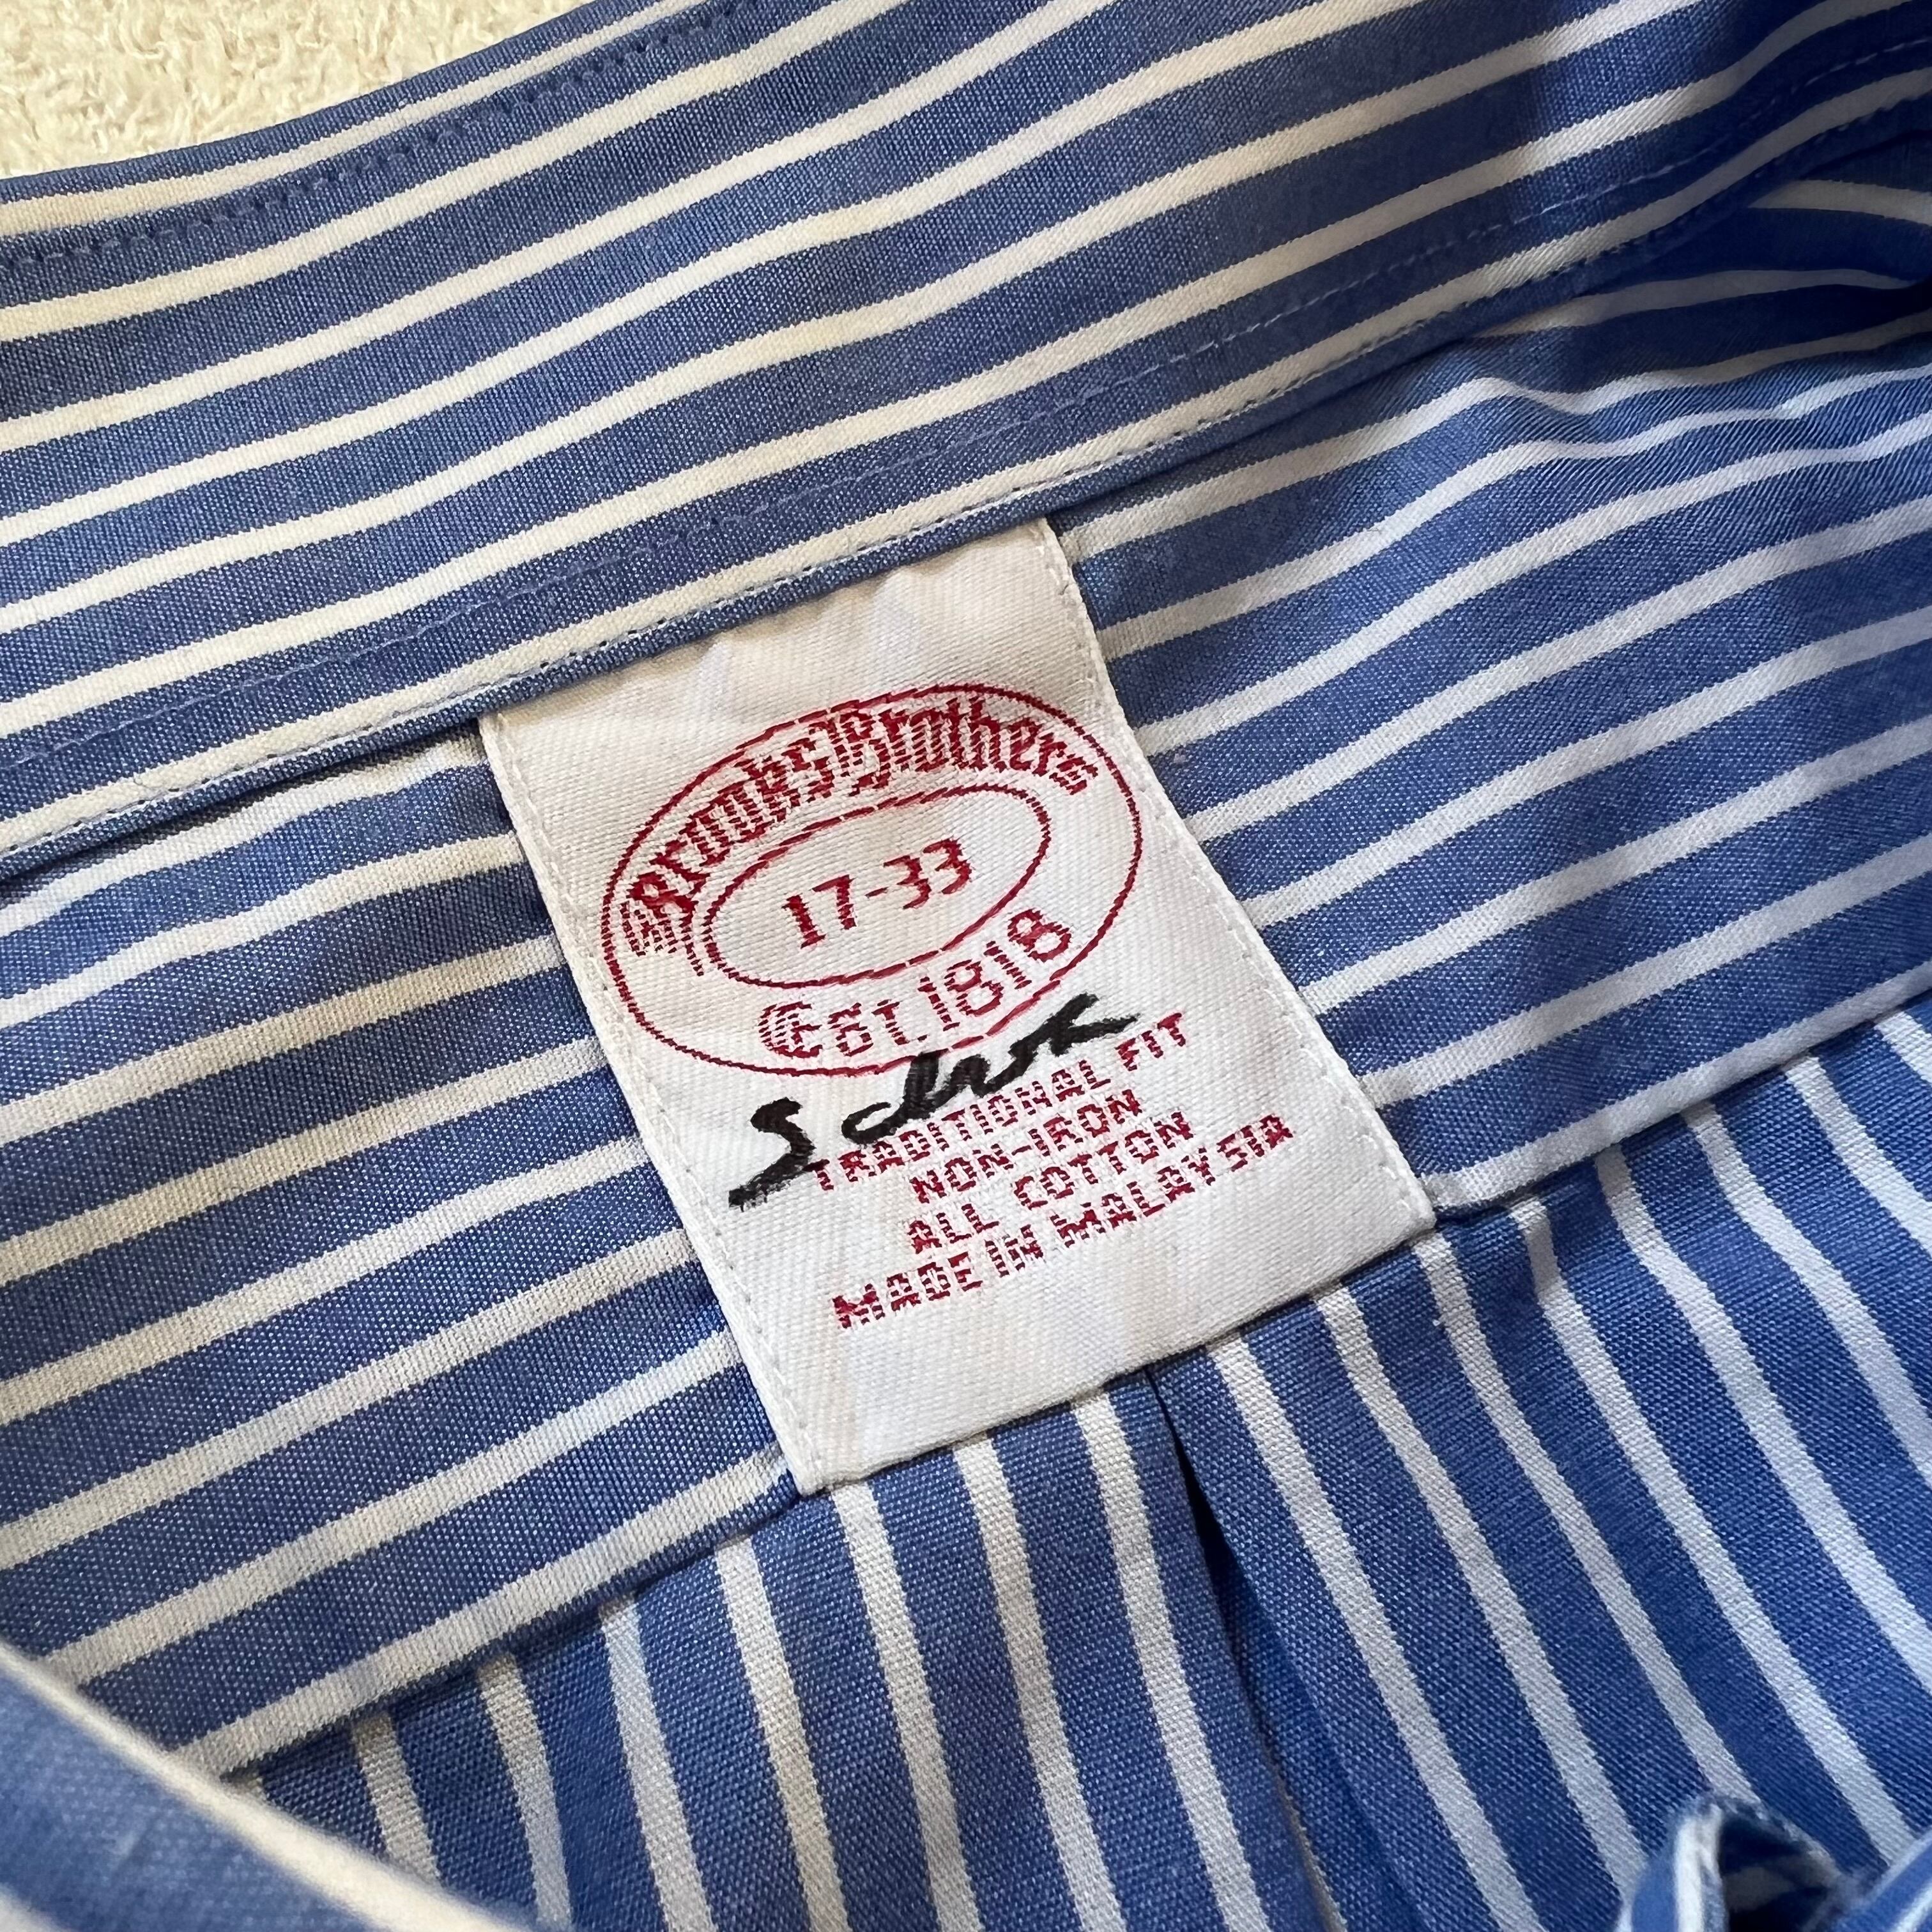 Brooks Brothers
17-33
Est. 1818
TRADITIONAL FIT
NON-IRON
ALL COTTON
MADE IN MALAYSIA